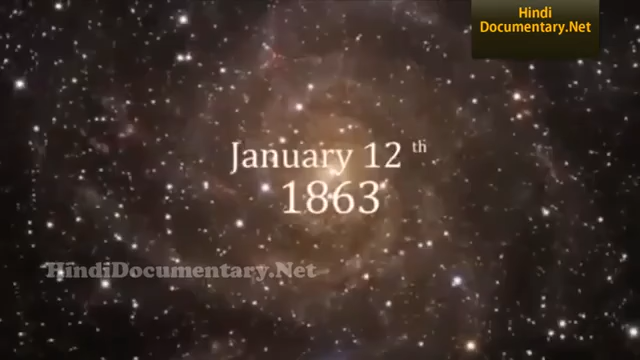 Hindi
Documentary.Net
January 12 th
1863
HindiDocumentary.Net